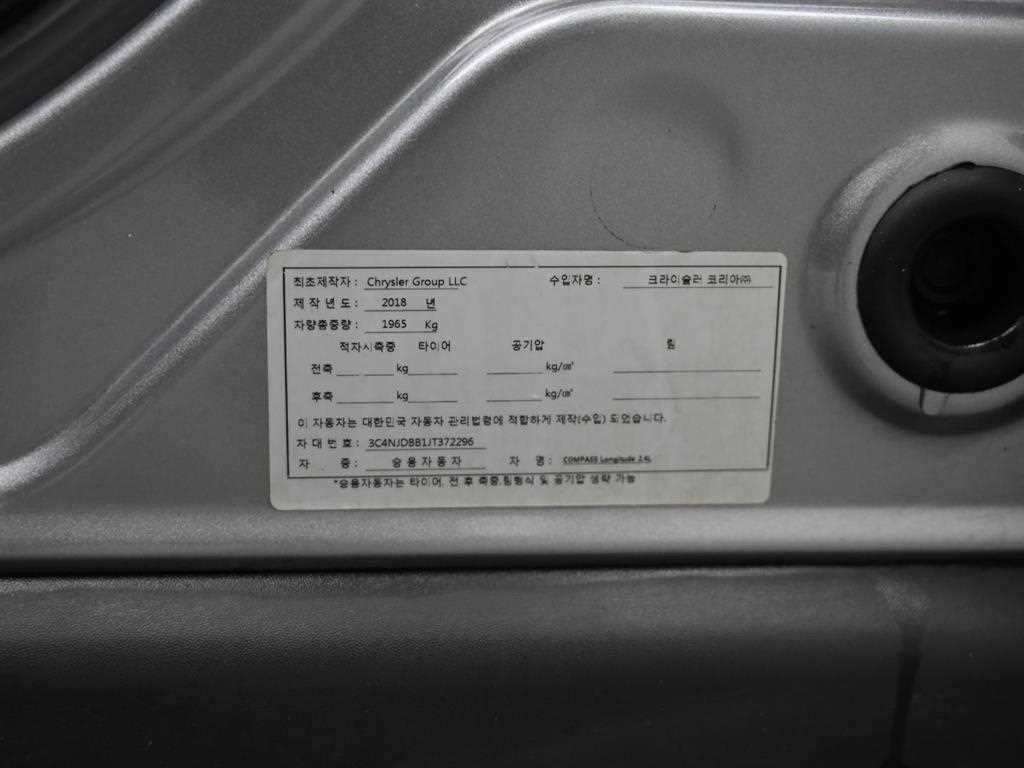 최초제작자 : Chrysler Group LLC 수입자명 : 크라이슬러 코리아㈜
제 작 년 도 : 2018 년
차량총중량 : 1965 Kg
적차시축중 타이어 공기압 림
전축 kg kg/㎠
후축 kg kg/㎠
이 자동차는 대한민국 자동차 관리법령에 적합하게 제작(수입) 되었습니다.
차 대 번 호 : 3C4NJDBB1JT372296
차 종 : 승용자동차 차 명 : COMPASS Longitude 2.4L
*승용자동차는 타이어, 전 후 축중,림형식 및 공기압 생략 가능